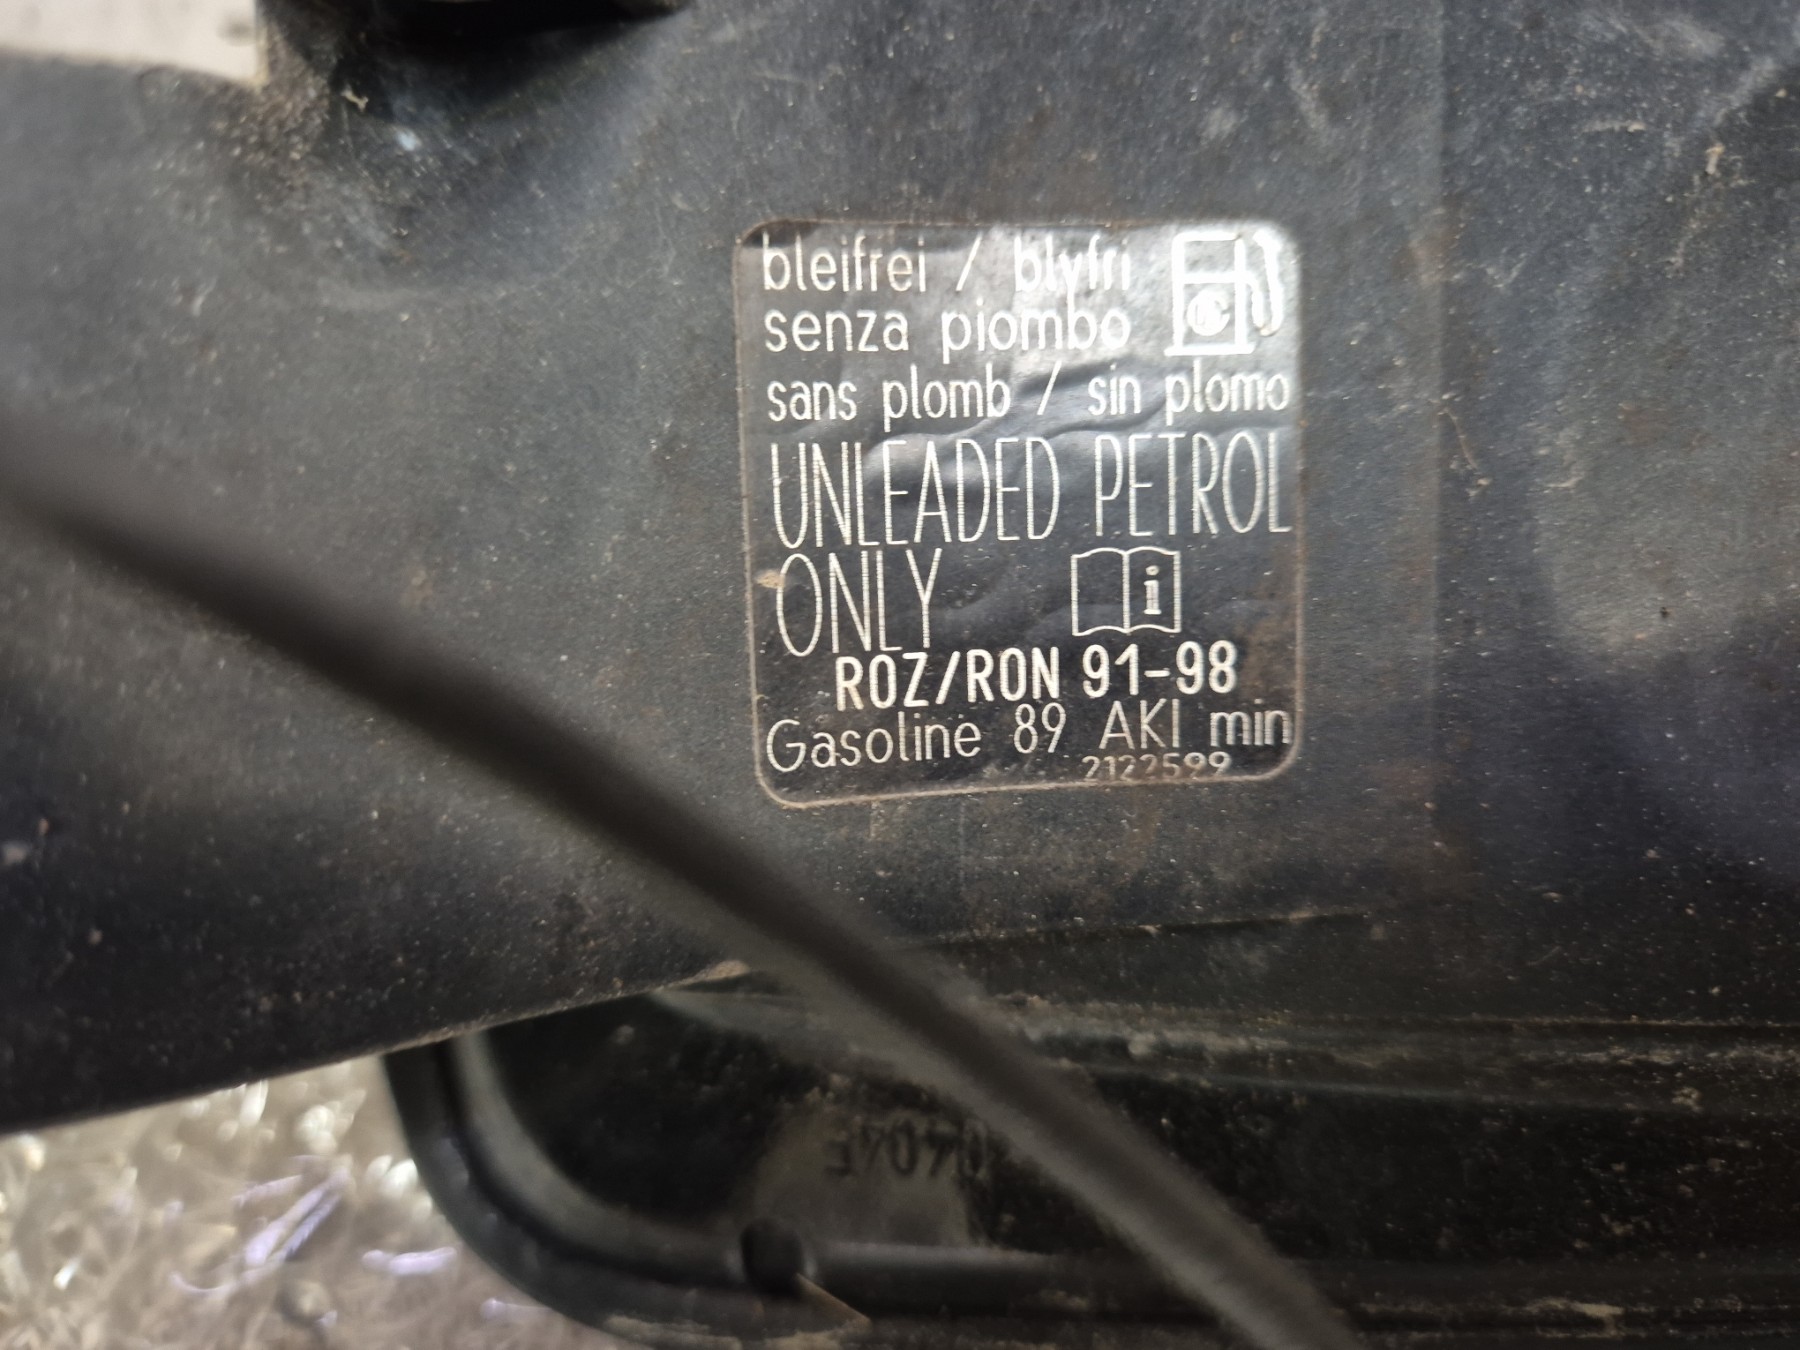 bleifrei / blyfri
senza piombo
sans plomb / sin plomo
UNLEADED PETROL
ONLY i
ROZ/RON 91-98
Gasoline 89 AKI min
2122599